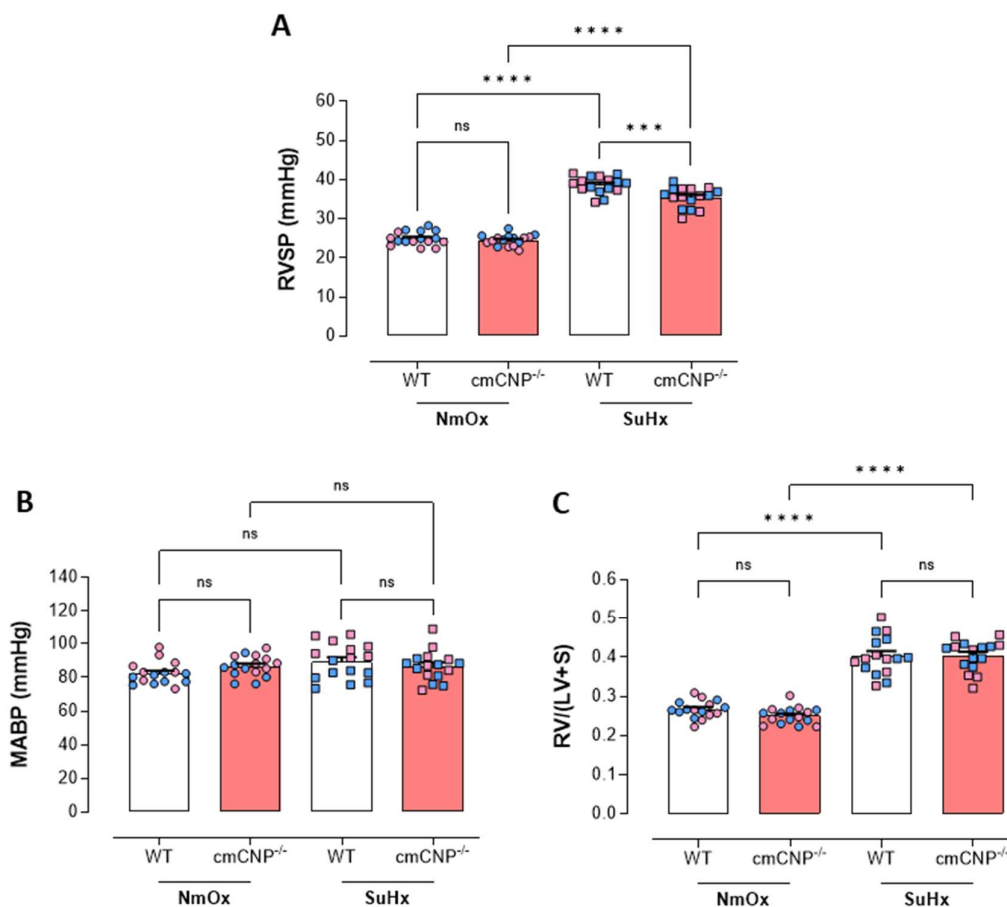 A
****
****
ns
***
RVSP (mmHg)
60
50
40
30
20
10
0
WT
cmCNP-/-
WT
cmCNP-/-
NmOx
SuHx
B
ns
ns
ns
ns
MABP (mmHg)
140
120
100
80
60
40
20
0
WT
cmCNP-/-
WT
cmCNP-/-
NmOx
SuHx
C
****
****
ns
ns
RV/(LV+S)
0.6
0.5
0.4
0.3
0.2
0.1
0.0
WT
cmCNP-/-
WT
cmCNP-/-
NmOx
SuHx